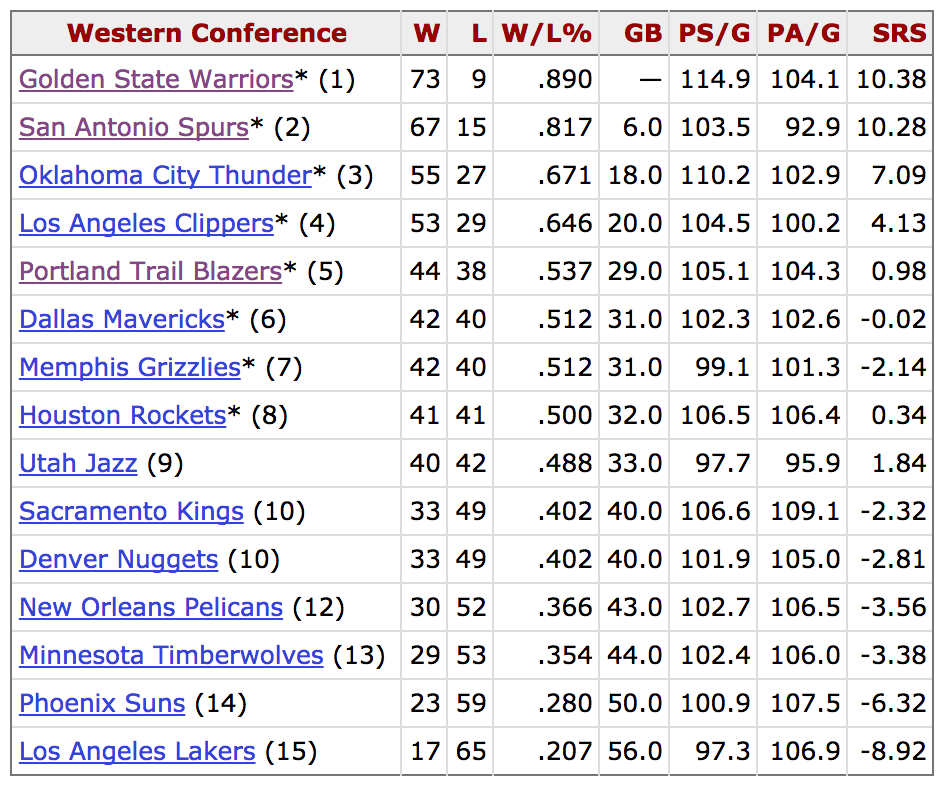 Western Conference W L W/L% GB PS/G PA/G SRS
Golden State Warriors* (1) 73 9 .890 — 114.9 104.1 10.38
San Antonio Spurs* (2) 67 15 .817 6.0 103.5 92.9 10.28
Oklahoma City Thunder* (3) 55 27 .671 18.0 110.2 102.9 7.09
Los Angeles Clippers* (4) 53 29 .646 20.0 104.5 100.2 4.13
Portland Trail Blazers* (5) 44 38 .537 29.0 105.1 104.3 0.98
Dallas Mavericks* (6) 42 40 .512 31.0 102.3 102.6 -0.02
Memphis Grizzlies* (7) 42 40 .512 31.0 99.1 101.3 -2.14
Houston Rockets* (8) 41 41 .500 32.0 106.5 106.4 0.34
Utah Jazz (9) 40 42 .488 33.0 97.7 95.9 1.84
Sacramento Kings (10) 33 49 .402 40.0 106.6 109.1 -2.32
Denver Nuggets (10) 33 49 .402 40.0 101.9 105.0 -2.81
New Orleans Pelicans (12) 30 52 .366 43.0 102.7 106.5 -3.56
Minnesota Timberwolves (13) 29 53 .354 44.0 102.4 106.0 -3.38
Phoenix Suns (14) 23 59 .280 50.0 100.9 107.5 -6.32
Los Angeles Lakers (15) 17 65 .207 56.0 97.3 106.9 -8.92